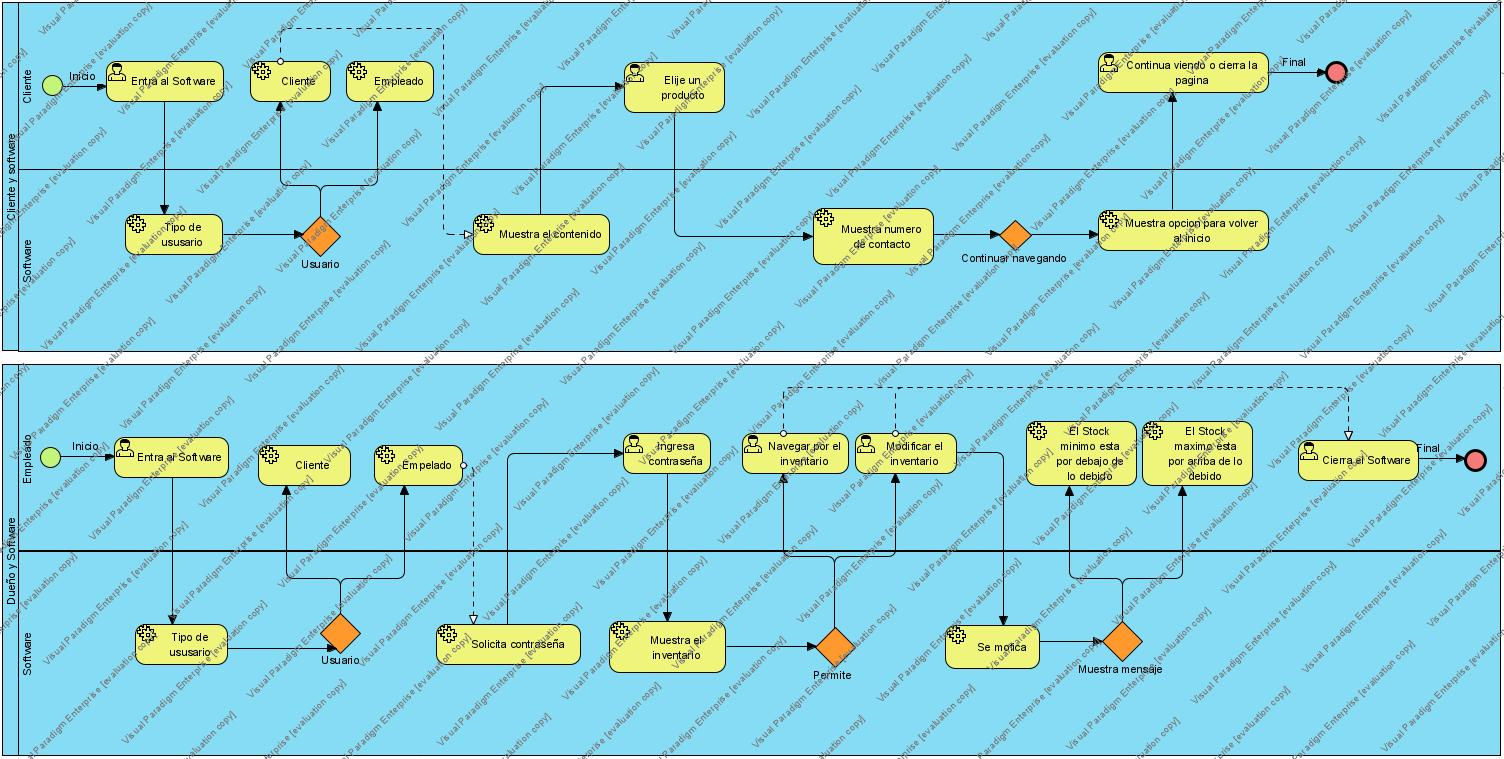 Cliente y software
Cliente
Inicio
Entra al Software
Cliente
Empleado
Elije un
producto
Continua viendo o cierra la
pagina
Final
Software
Tipo de
ususario
Usuario
Muestra el contenido
Muestra numero
de contacto
Continuar navegando
Muestra opcion para volver
al inicio
Dueño y Software
Empleado
Inicio
Entra al Software
Cliente
Empelado
Ingresa
contraseña
Navegar por el
inventario
Modificar el
inventario
El Stock
minimo esta
por debajo de
lo debido
El Stock
maximo esta
por arriba de lo
debido
Cierra el Software
Final
Software
Tipo de
ususario
Usuario
Solicita contraseña
Muestra el
inventario
Permite
Se motica
Muestra mensaje
Visual Paradigm Enterprise [evaluation copy]